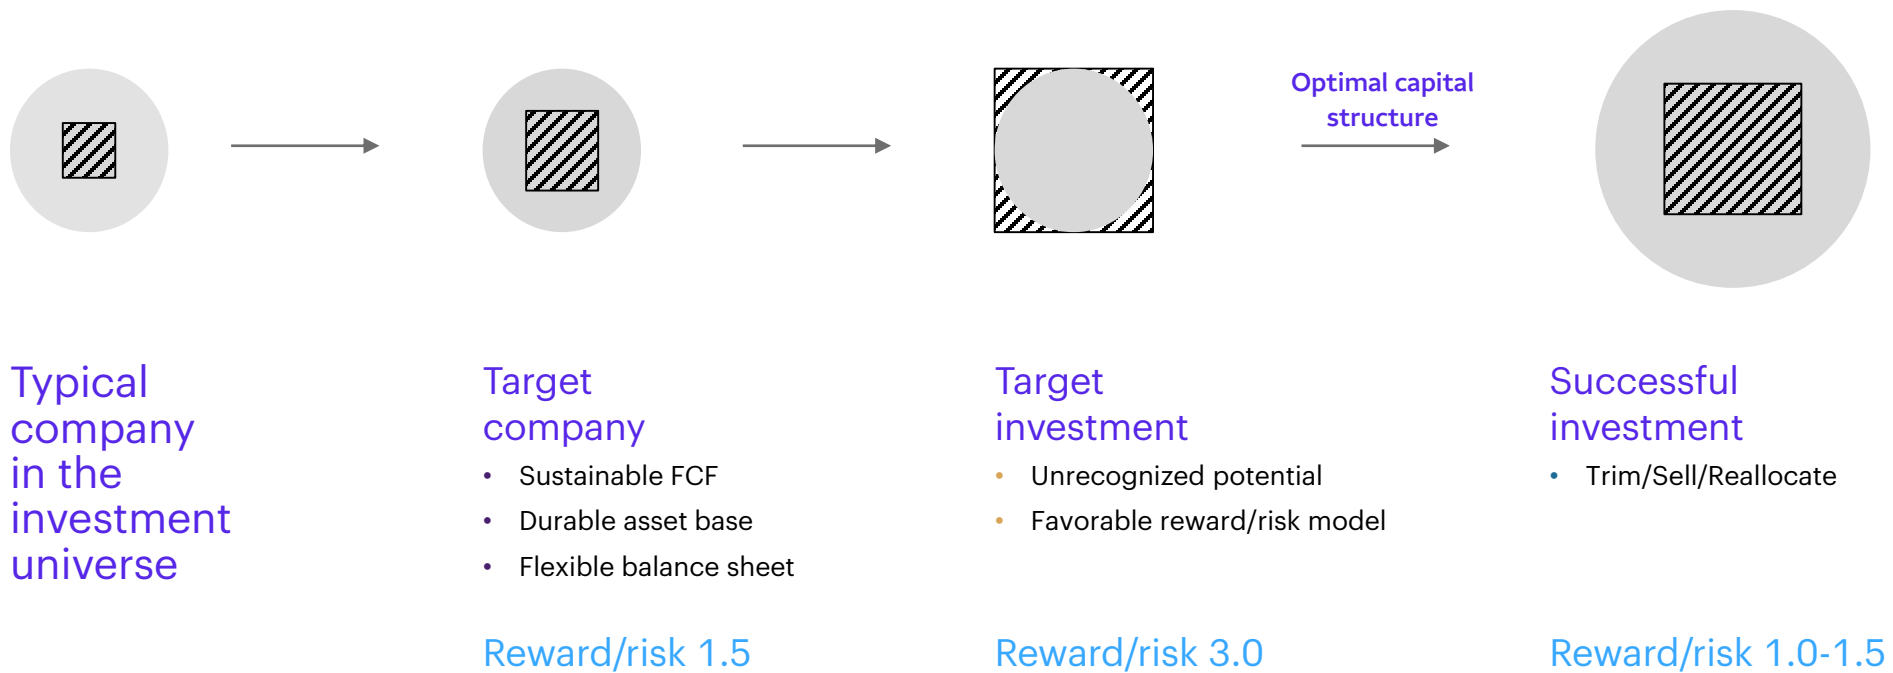 Optimal capital
structure
Typical
company
in the
investment
universe
Target
company
• Sustainable FCF
• Durable asset base
• Flexible balance sheet
Reward/risk 1.5
Target
investment
• Unrecognized potential
• Favorable reward/risk model
Reward/risk 3.0
Successful
investment
• Trim/Sell/Reallocate
Reward/risk 1.0-1.5